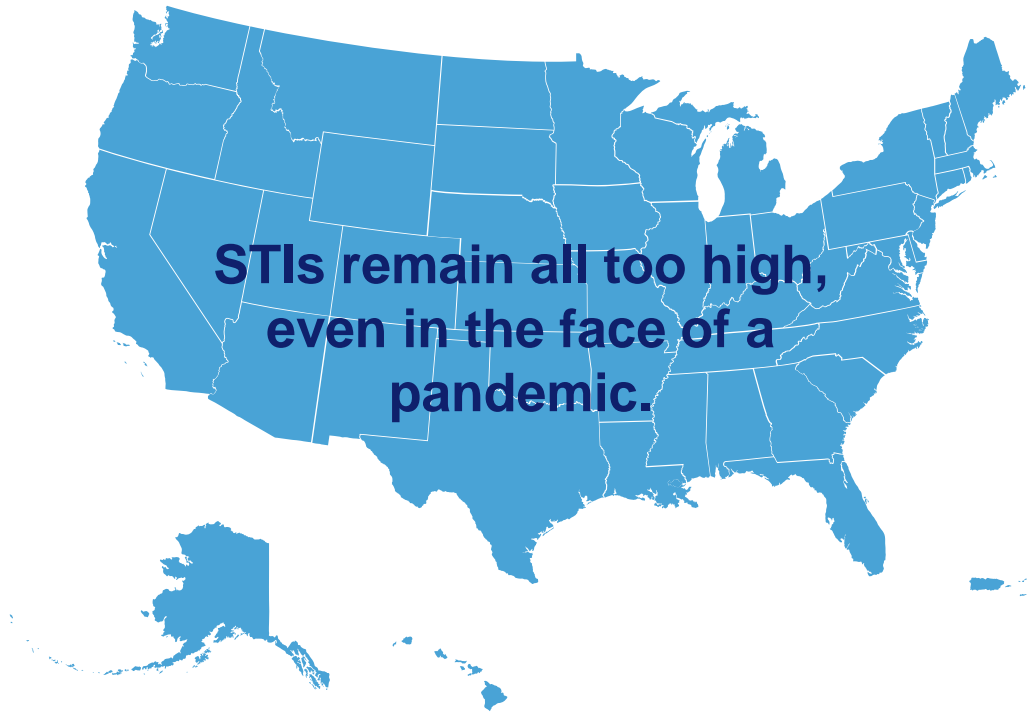 STIs remain all too high,
even in the face of a
pandemic.